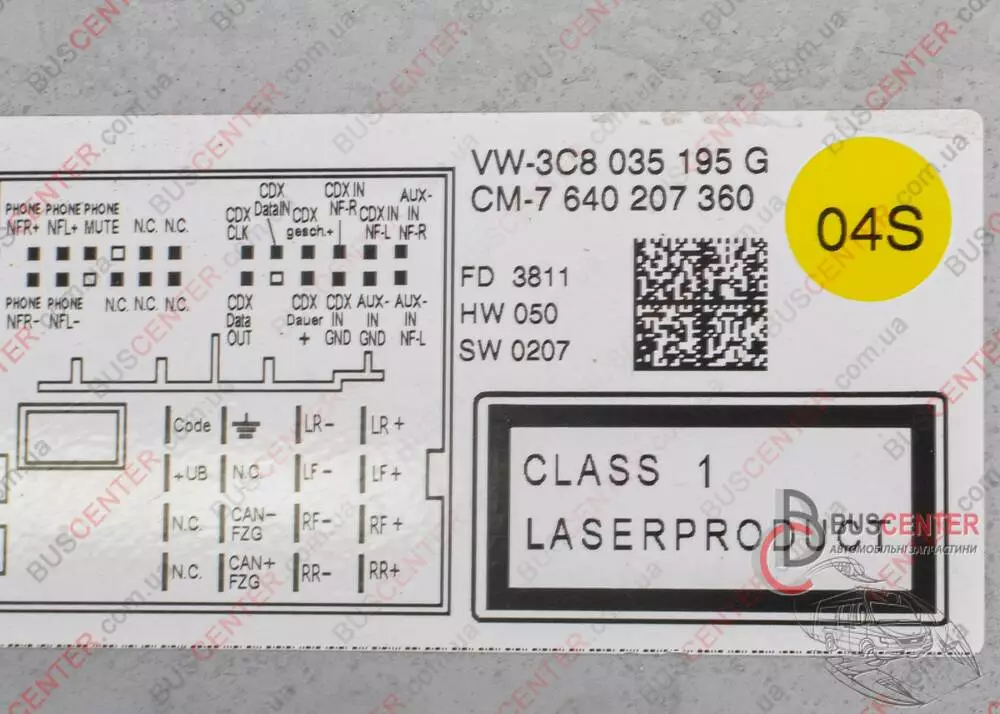 VW-3C8 035 195 G
CM-7 640 207 360
04S
FD 3811
HW 050
SW 0207
PHONE NFR+
PHONE NFL+
PHONE MUTE
N.C. N.C.
CDX CLK
CDX DataIN
CDX gesch.+
CDX IN NF-R
CDX IN NF-L
AUX-IN NF-R
PHONE NFR-
PHONE NFL-
N.C. N.C. N.C.
CDX Data OUT
CDX Dauer +
CDX IN GND
AUX-IN GND
AUX-IN NF-L
Code LR- LR+
+UB N.C. LF- LF+
N.C. CAN- FZG RF- RF+
N.C. CAN+ FZG RR- RR+
CLASS 1
LASERPRODUCT
BUSCENTER
АВТОМОБІЛЬНІ ЗАПЧАСТИНИ
BUSCENTER.com.ua